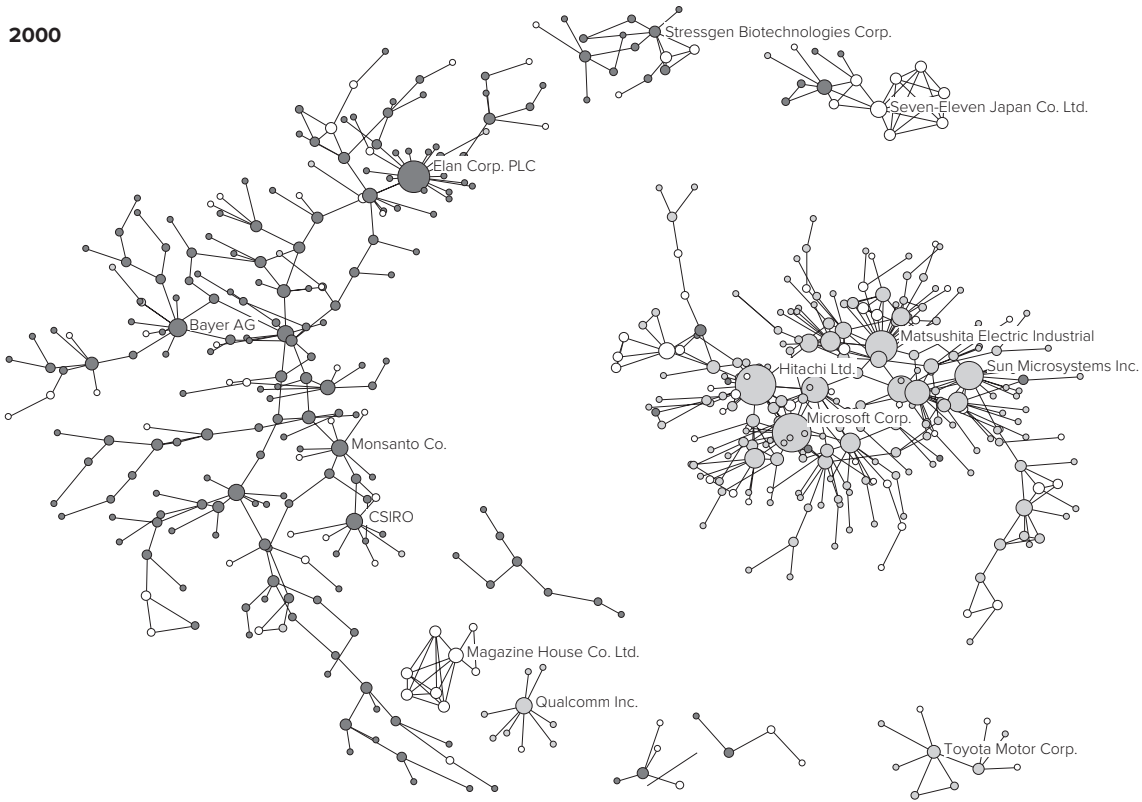 2000
Stressgen Biotechnologies Corp.
Seven-Eleven Japan Co. Ltd.
Elan Corp. PLC
Bayer AG
Matsushita Electric Industrial
Hitachi Ltd.
Sun Microsystems Inc.
Microsoft Corp.
Monsanto Co.
CSIRO
Magazine House Co. Ltd.
Qualcomm Inc.
Toyota Motor Corp.